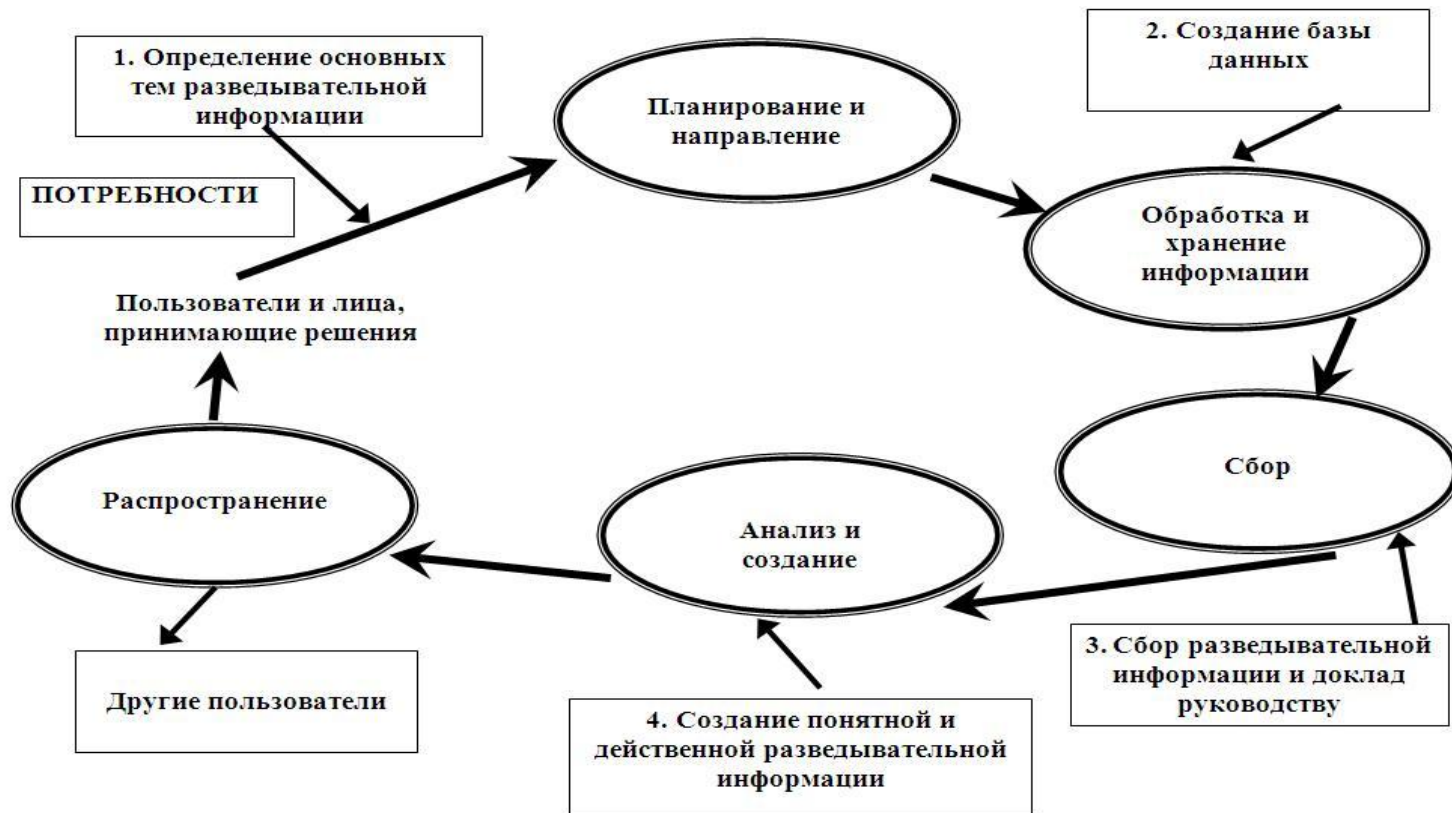 1. Определение основных
тем разведывательной
информации
ПОТРЕБНОСТИ
Пользователи и лица,
принимающие решения
Планирование и
направление
2. Создание базы
данных
Обработка и
хранение
информации
Сбор
3. Сбор разведывательной
информации и доклад
руководству
Анализ и
создание
4. Создание понятной и
действенной разведывательной
информации
Распространение
Другие пользователи